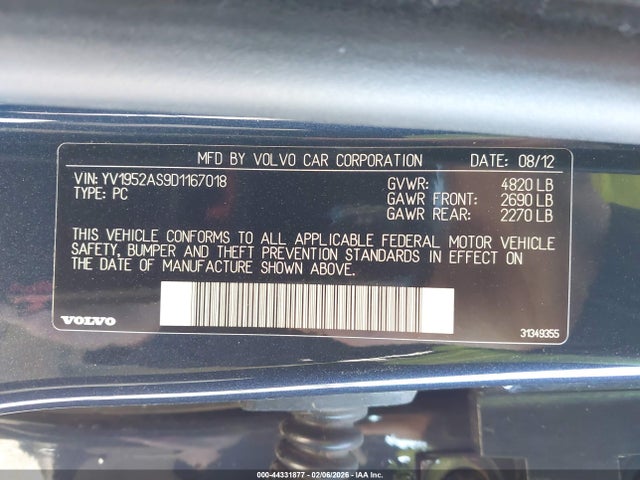 MFD BY VOLVO CAR CORPORATION DATE: 08/12
VIN: YV1952AS9D1167018 GVWR: 4820 LB
TYPE: PC GAWR FRONT: 2690 LB
GAWR REAR: 2270 LB
THIS VEHICLE CONFORMS TO ALL APPLICABLE FEDERAL MOTOR VEHICLE
SAFETY, BUMPER AND THEFT PREVENTION STANDARDS IN EFFECT ON
THE DATE OF MANUFACTURE SHOWN ABOVE.
VOLVO 31349355
000-44331877 - 02/06/2026 - IAA Inc.